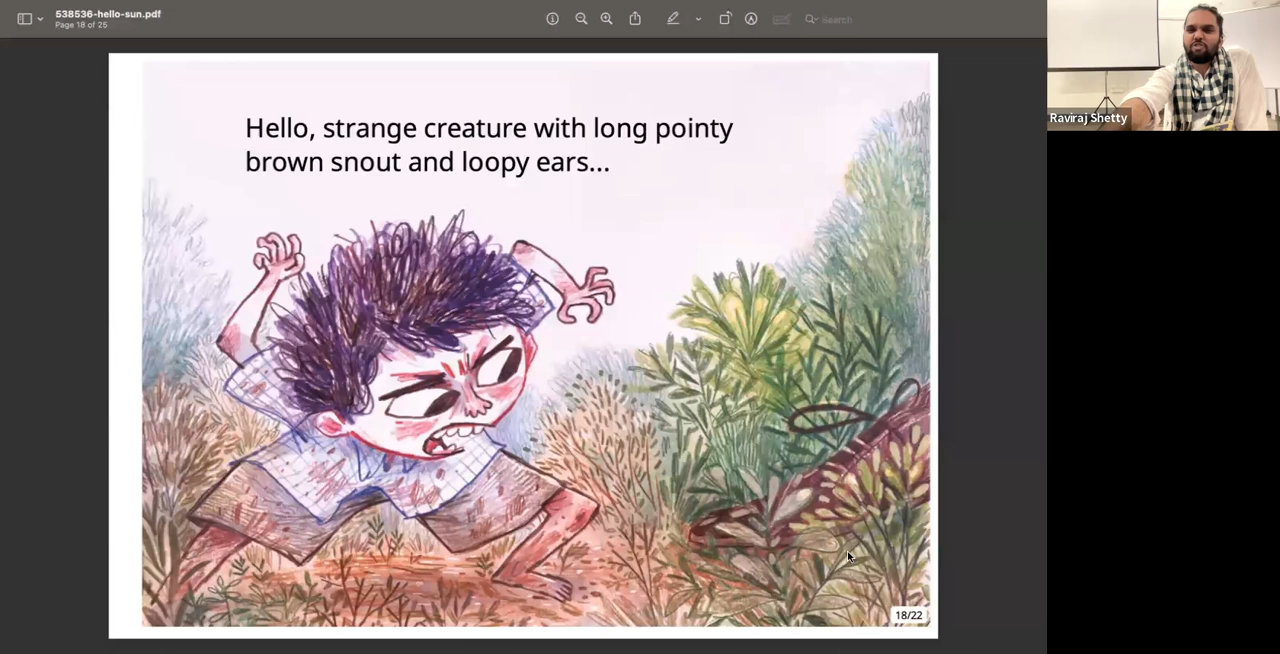 538536-hello-sun.pdf
Page 18 of 25
Search
Raviraj Shetty
Hello, strange creature with long pointy
brown snout and loopy ears...
18/22